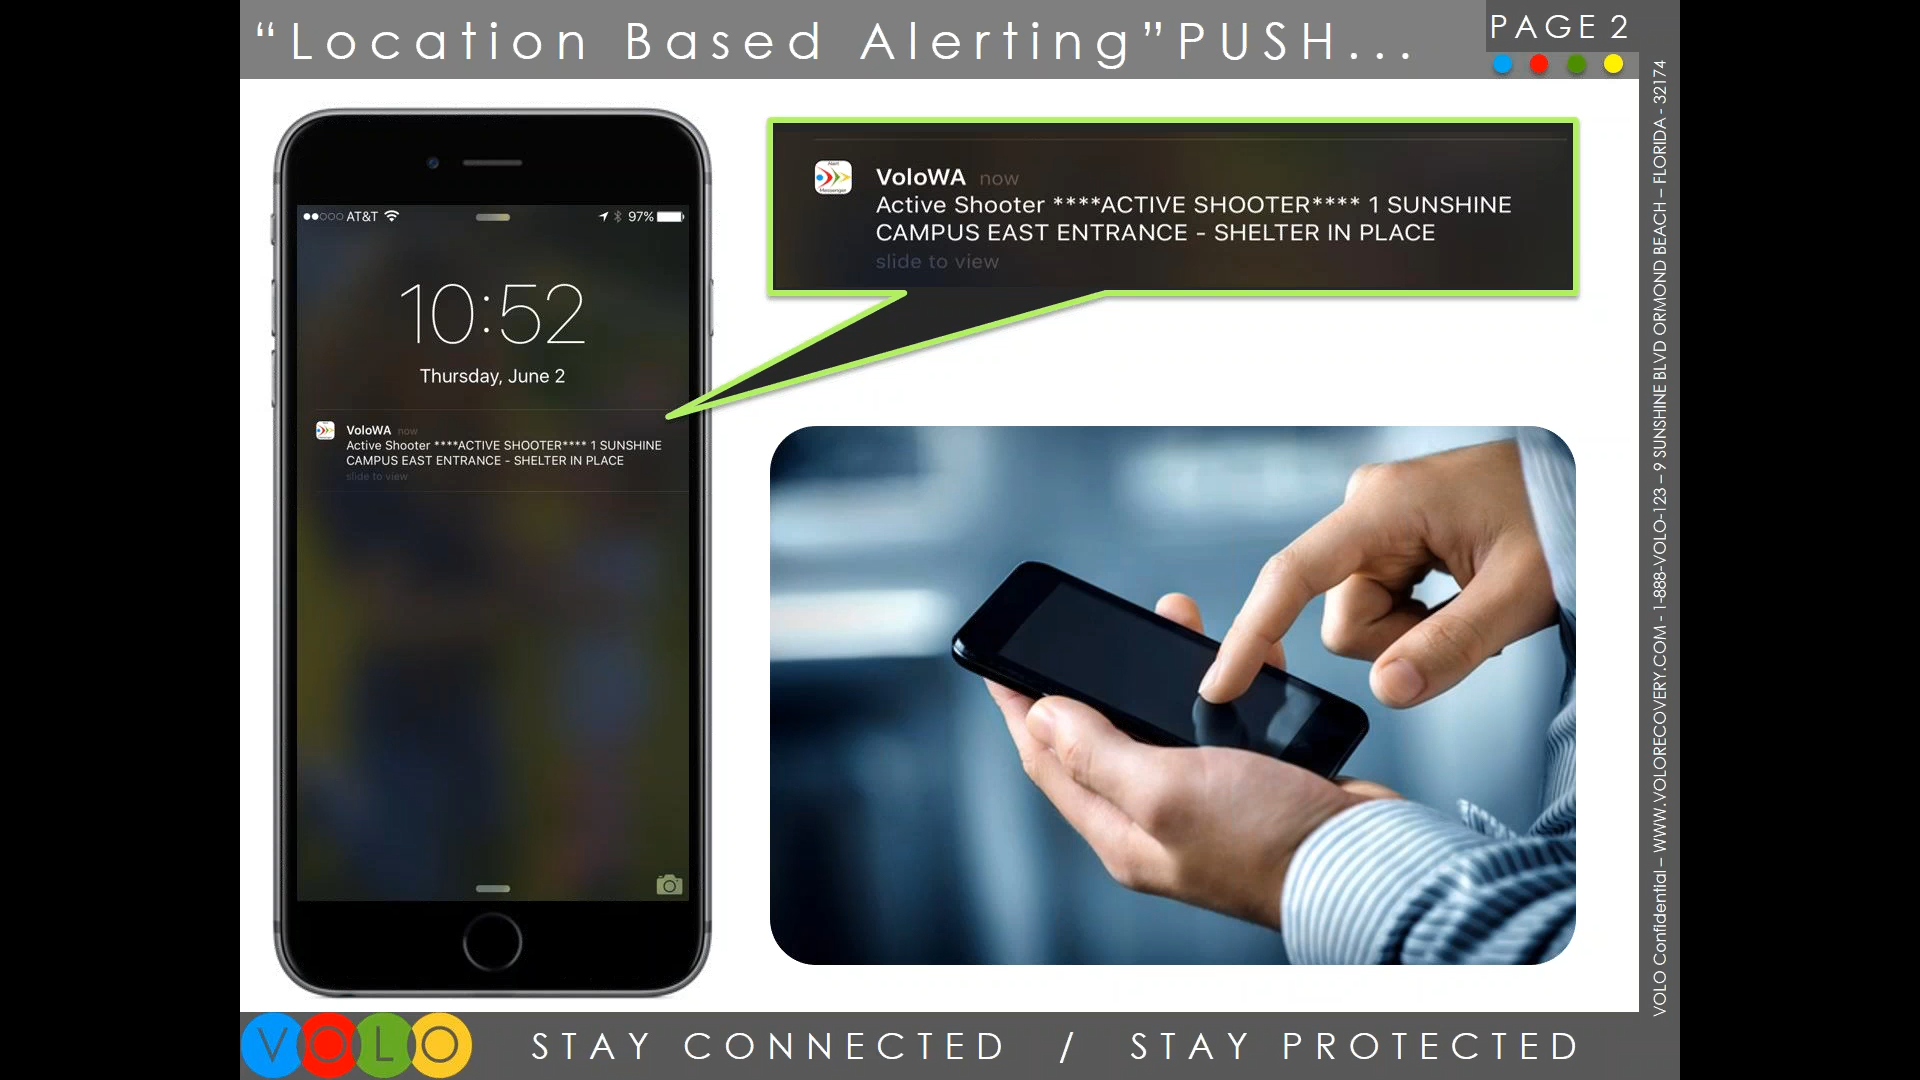 “Location Based Alerting”PUSH...
PAGE 2
VoloWA now
Active Shooter ****ACTIVE SHOOTER**** 1 SUNSHINE
CAMPUS EAST ENTRANCE - SHELTER IN PLACE
slide to view
AT&T 97%
10:52
Thursday, June 2
VoloWA now
Active Shooter ****ACTIVE SHOOTER**** 1 SUNSHINE
CAMPUS EAST ENTRANCE - SHELTER IN PLACE
slide to view
VOLO Confidential – WWW.VOLORECOVERY.COM - 1-888-VOLO-123 – 9 SUNSHINE BLVD ORMOND BEACH – FLORIDA - 32174
VOLO
STAY CONNECTED / STAY PROTECTED